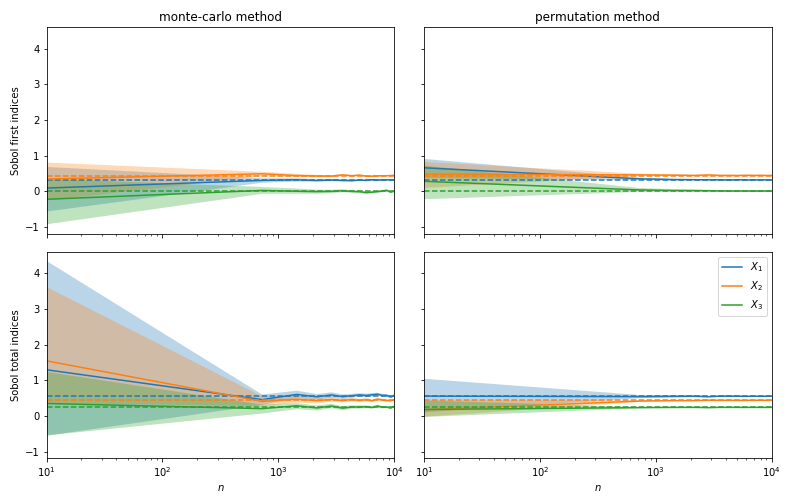 monte-carlo method
permutation method
Sobol first indices
4
3
2
1
0
−1
Sobol total indices
4
3
2
1
0
−1
X₁
X₂
X₃
10¹
10²
10³
10⁴
n
10¹
10²
10³
10⁴
n